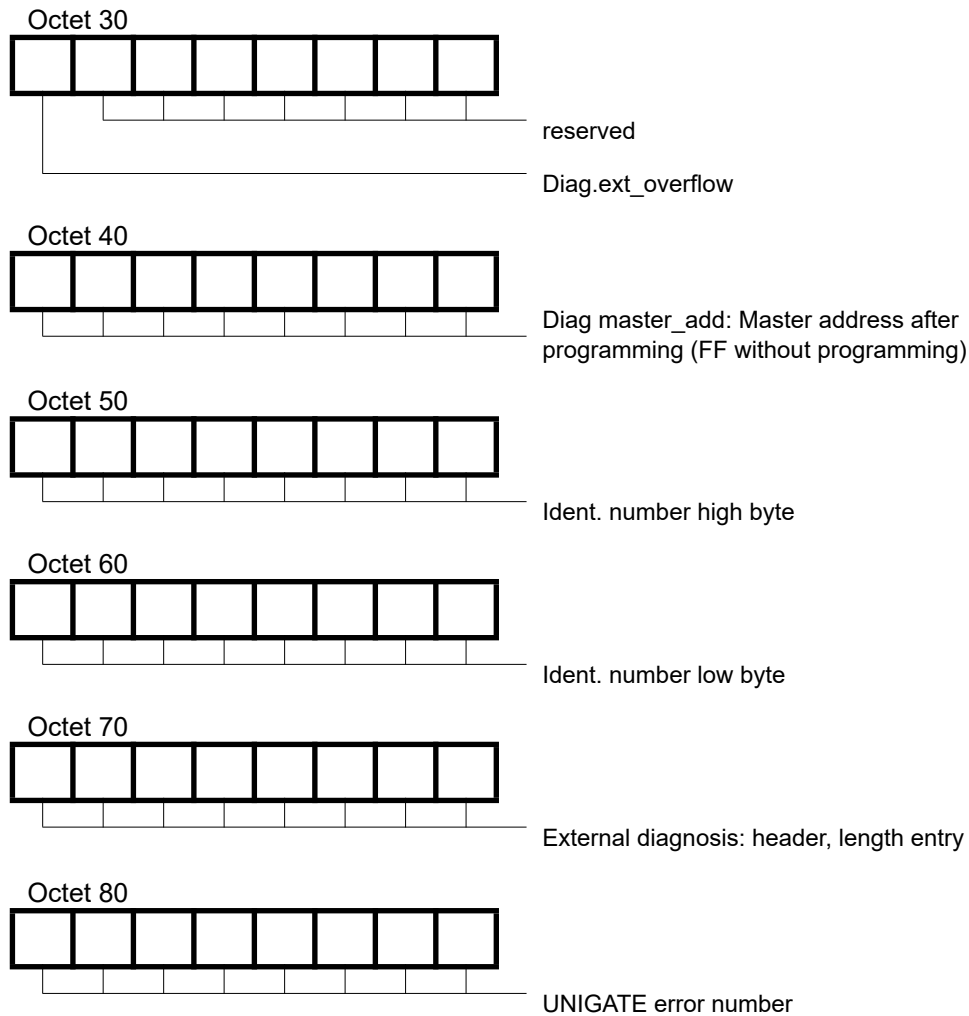 Octet 30
reserved
Diag.ext_overflow
Octet 40
Diag master_add: Master address after
programming (FF without programming)
Octet 50
Ident. number high byte
Octet 60
Ident. number low byte
Octet 70
External diagnosis: header, length entry
Octet 80
UNIGATE error number